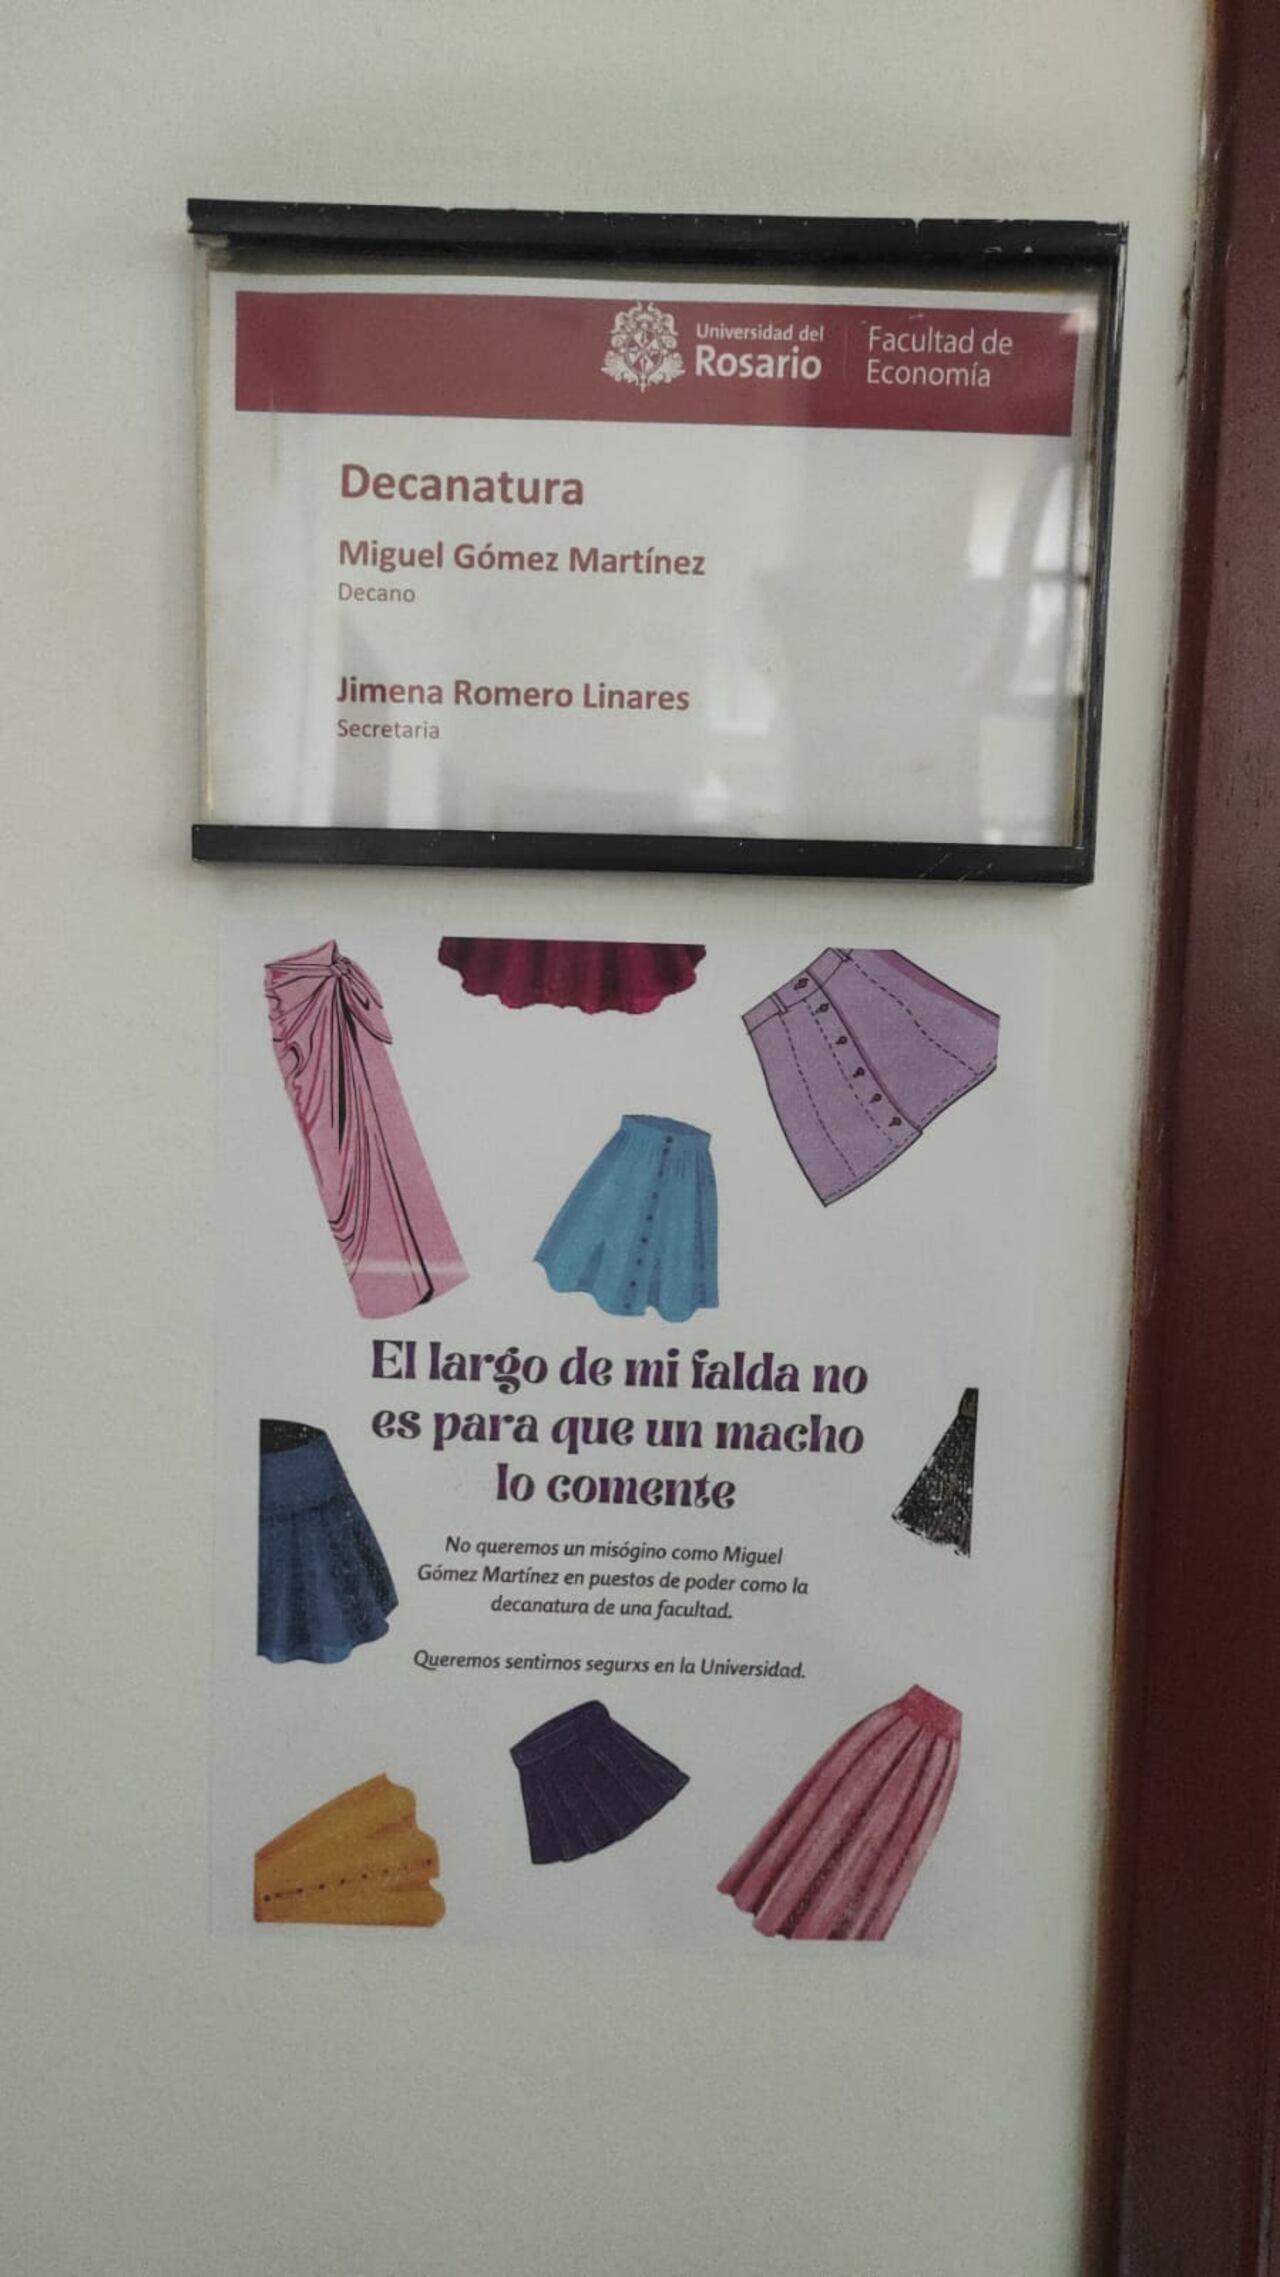 Universidad del
Rosario
Facultad de
Economía
Decanatura
Miguel Gómez Martínez
Decano
Jimena Romero Linares
Secretaria
El largo de mi falda no
es para que un macho
lo comente
No queremos un misógino como Miguel
Gómez Martínez en puestos de poder como la
decanatura de una facultad.
Queremos sentirnos segurxs en la Universidad.